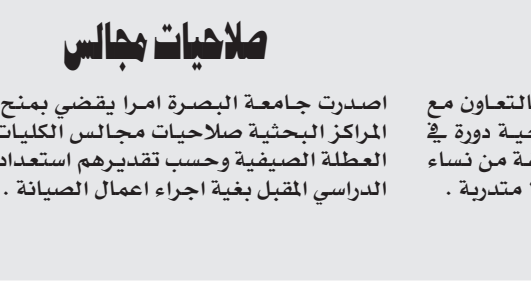 صلاحيات مجالس
اصدرت جامعة البصرة امرا يقضي بمنح
المراكز البحثية صلاحيات مجالس الكليات
العطلة الصيفية وحسب تقديرهم استعداد
الدراسي المقبل بغية اجراء اعمال الصيانة .
التعاون مع
دورة في
من نساء
متدربة .